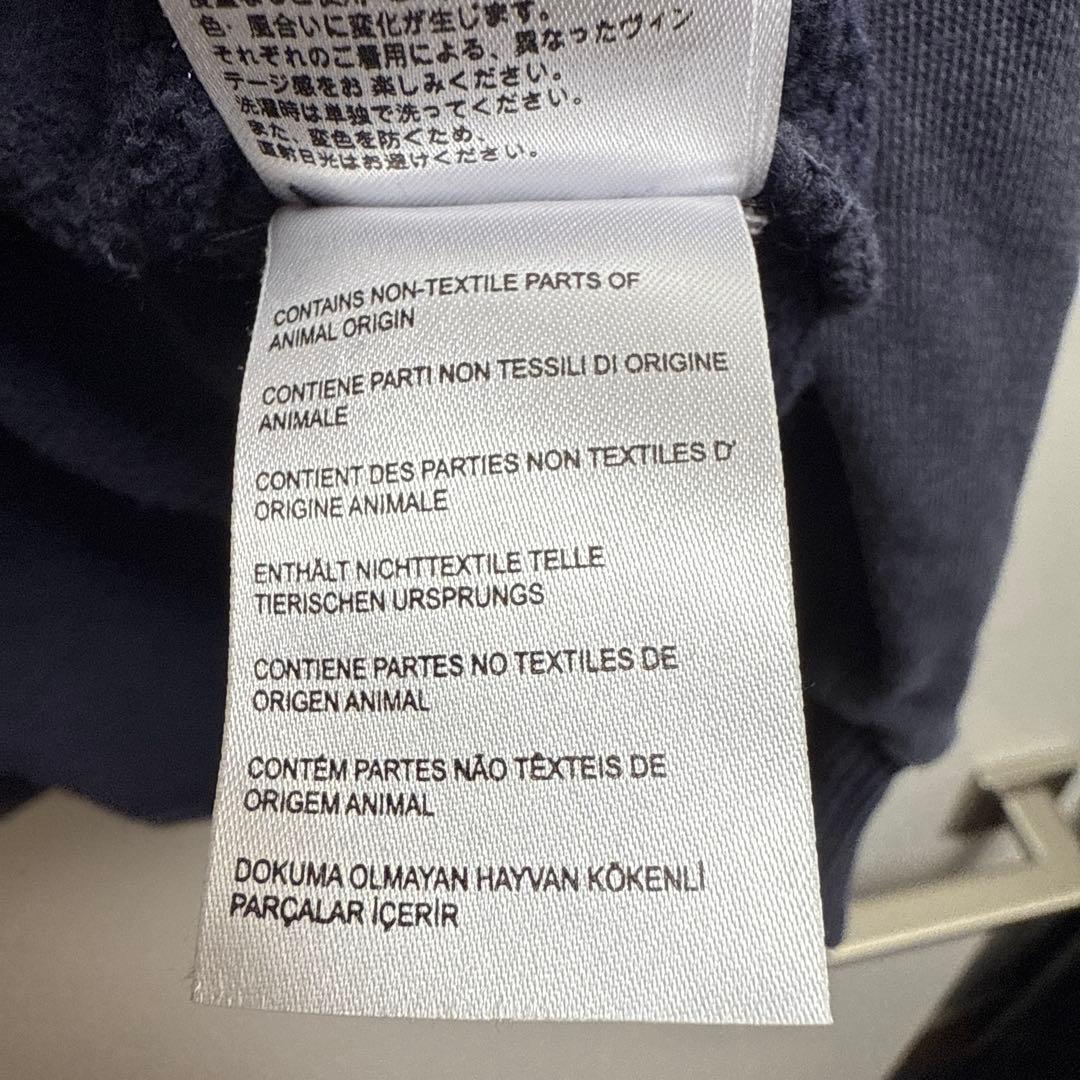 色・風合いに変化が生じます。
それぞれのご着用による、異なったヴィン
テージ感をお楽しみください。
洗濯時は単独で洗ってください。
また、変色を防ぐため、
直射日光はお避けください。
CONTAINS NON-TEXTILE PARTS OF
ANIMAL ORIGIN
CONTIENE PARTI NON TESSILI DI ORIGINE
ANIMALE
CONTIENT DES PARTIES NON TEXTILES D'
ORIGINE ANIMALE
ENTHÄLT NICHTTEXTILE TELLE
TIERISCHEN URSPRUNGS
CONTIENE PARTES NO TEXTILES DE
ORIGEN ANIMAL
CONTÉM PARTES NÃO TÊXTEIS DE
ORIGEM ANIMAL
DOKUMA OLMAYAN HAYVAN KÖKENLİ
PARÇALAR İÇERİR